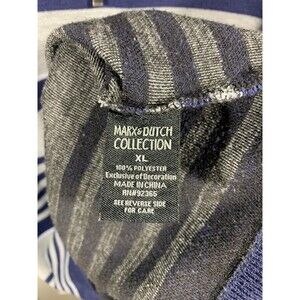 MARX & DUTCH
COLLECTION
XL
100% POLYESTER
Exclusive of Decoration
MADE IN CHINA
RN#92365
SEE REVERSE SIDE
FOR CARE